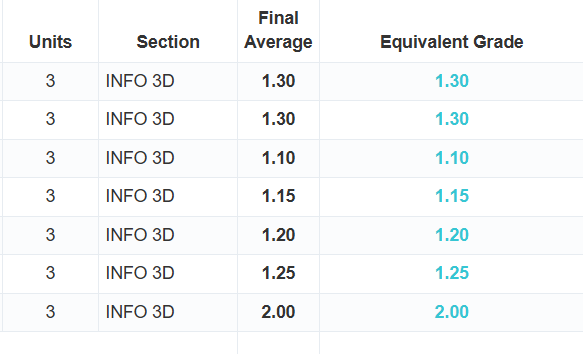 Units Section Final Average Equivalent Grade
3 INFO 3D 1.30 1.30
3 INFO 3D 1.30 1.30
3 INFO 3D 1.10 1.10
3 INFO 3D 1.15 1.15
3 INFO 3D 1.20 1.20
3 INFO 3D 1.25 1.25
3 INFO 3D 2.00 2.00